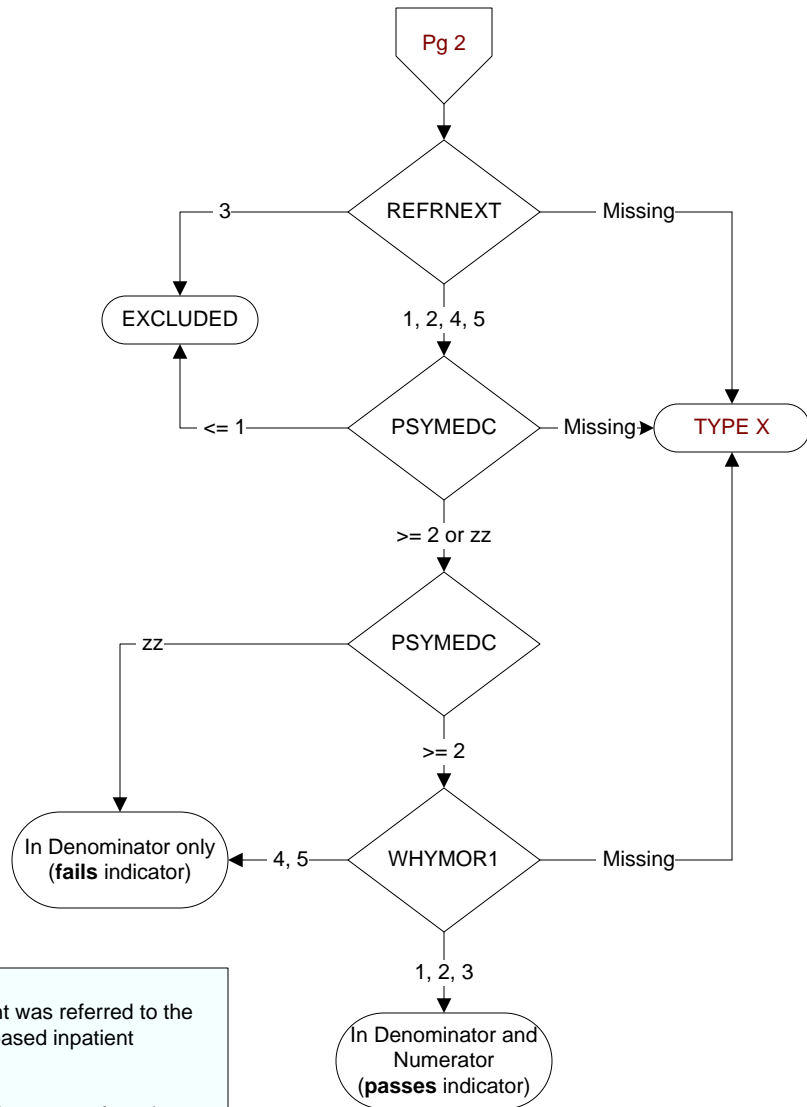 Pg 2
REFRNEXT
3
Missing
EXCLUDED
1, 2, 4, 5
<= 1
PSYMEDC
Missing
TYPE X
>= 2 or zz
PSYMEDC
zz
>= 2
In Denominator only
(fails indicator)
4, 5
WHYMOR1
Missing
1, 2, 3
In Denominator and
Numerator
(passes indicator)
nt was referred to the
ased inpatient